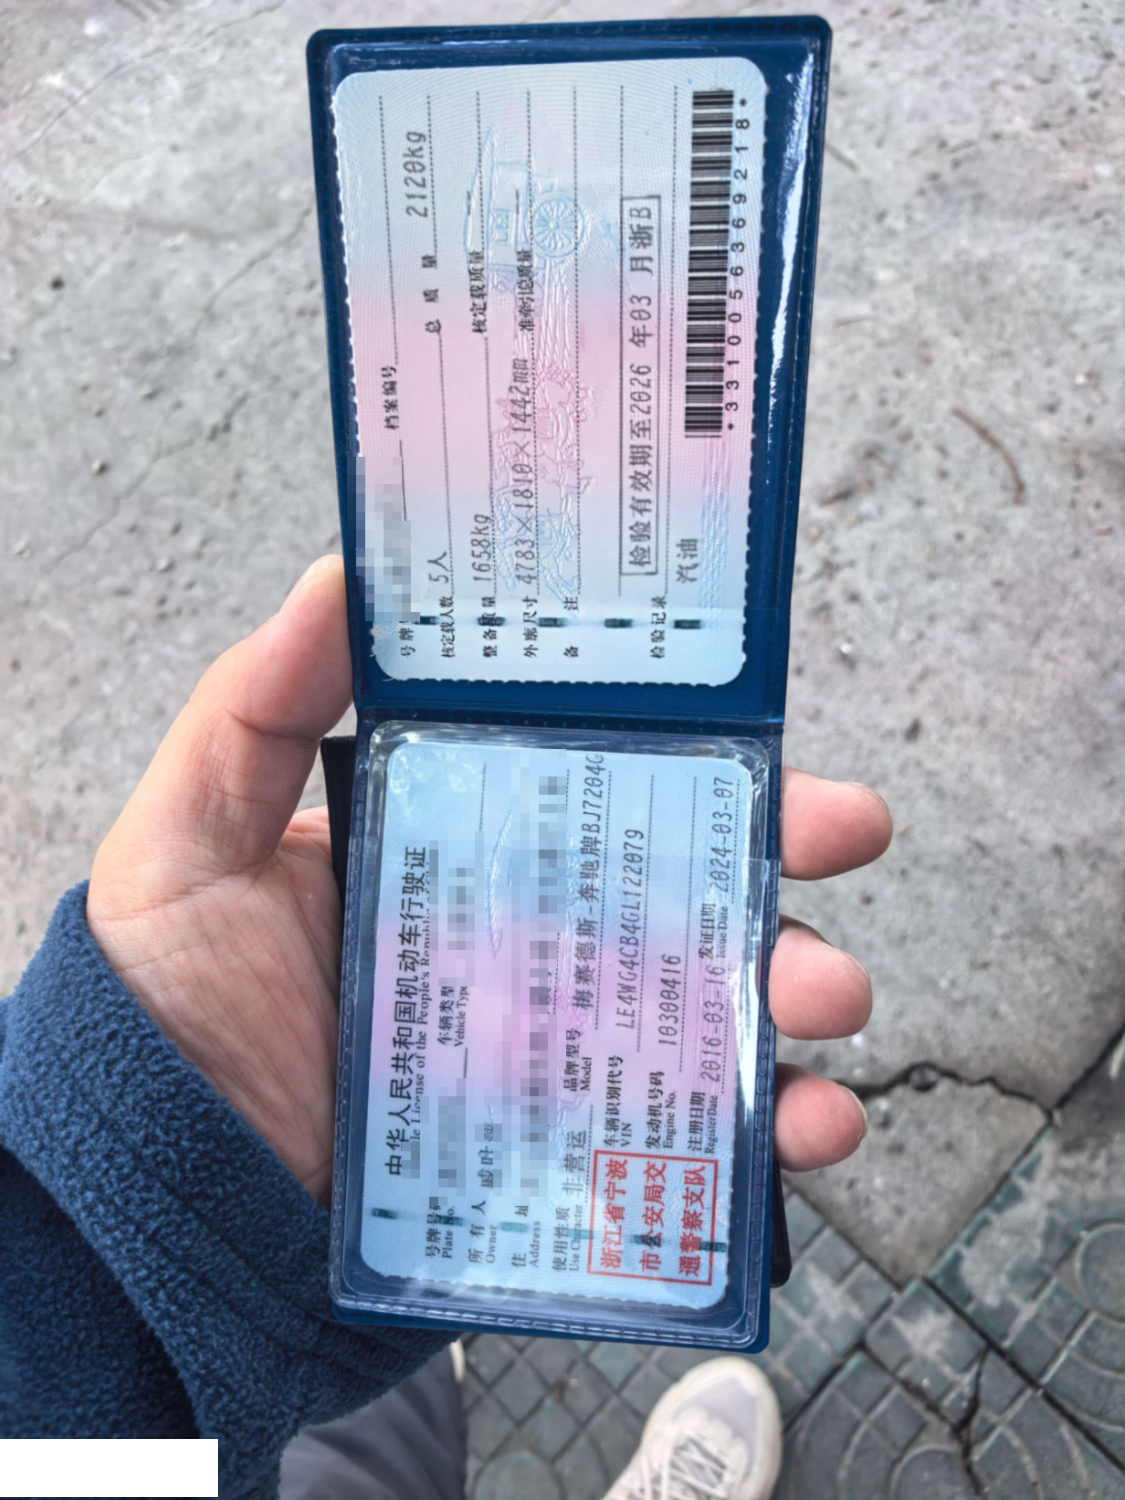 中华人民共和国机动车行驶证
le License of the People's Republic
号牌号码 车辆类型
Plate No. Vehicle Type
所有人
Owner
住址
Address
使用性质 非营运 品牌型号 梅赛德斯-奔驰牌BJ7204G
Use Character Model
浙江省宁波
市公安局交
通警察支队
车辆识别代号 LE4WG4CB4GL122079
VIN
发动机号码 10300416
Engine No.
注册日期 2016-03-16 发证日期 2024-03-07
Register Date Issue Date
号牌 档案编号
核定载人数 5人 总质量 2120kg
整备质量 1658kg 核定载质量
外廓尺寸 4783×1810×1442mm 准牵引总质量
备注
检验有效期至2026年03月浙B
检验记录
汽油
*3310056369218*